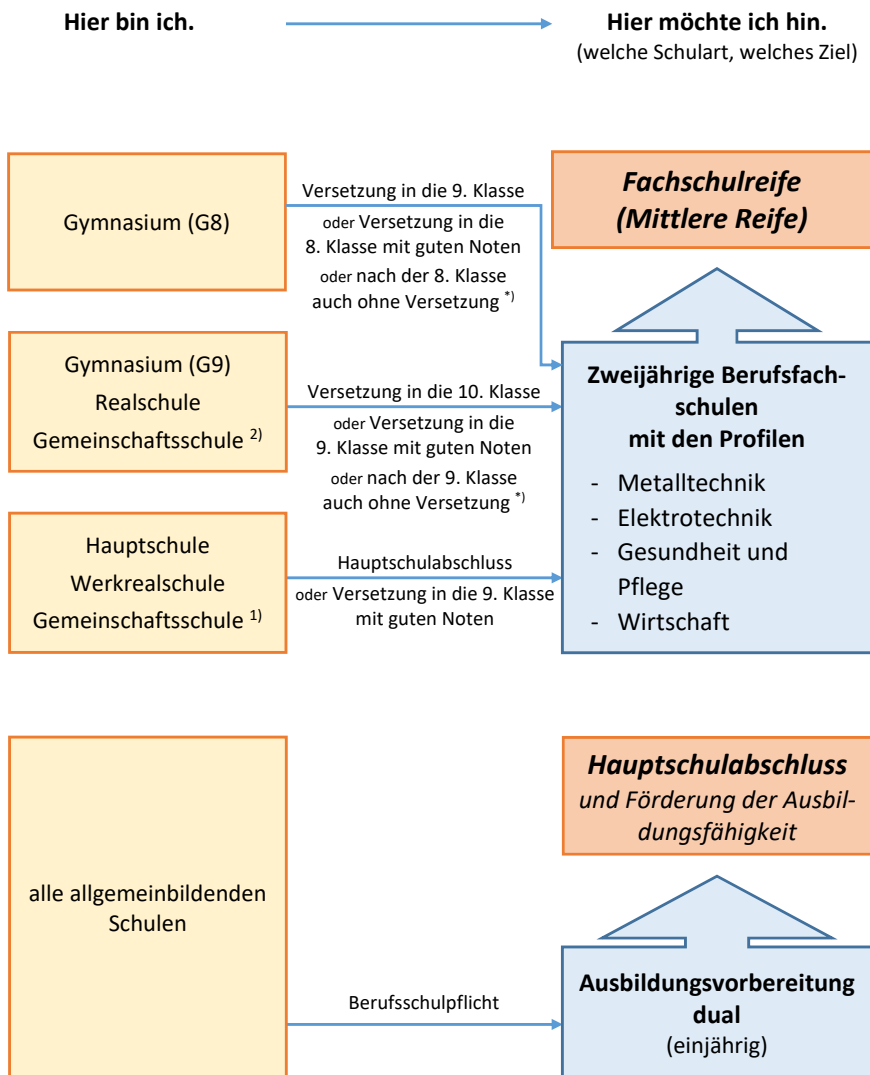 Hier bin ich.
Hier möchte ich hin.
(welche Schulart, welches Ziel)
Gymnasium (G8)
Versetzung in die 9. Klasse
oder Versetzung in die
8. Klasse mit guten Noten
oder nach der 8. Klasse
auch ohne Versetzung *)
Fachschulreife
(Mittlere Reife)
Gymnasium (G9)
Realschule
Gemeinschaftsschule 2)
Versetzung in die 10. Klasse
oder Versetzung in die
9. Klasse mit guten Noten
oder nach der 9. Klasse
auch ohne Versetzung *)
Hauptschule
Werkrealschule
Gemeinschaftsschule 1)
Hauptschulabschluss
oder Versetzung in die 9. Klasse
mit guten Noten
Zweijährige Berufsfach-
schulen
mit den Profilen
- Metalltechnik
- Elektrotechnik
- Gesundheit und
Pflege
- Wirtschaft
alle allgemeinbildenden
Schulen
Berufsschulpflicht
Hauptschulabschluss
und Förderung der Ausbil-
dungsfähigkeit
Ausbildungsvorbereitung
dual
(einjährig)